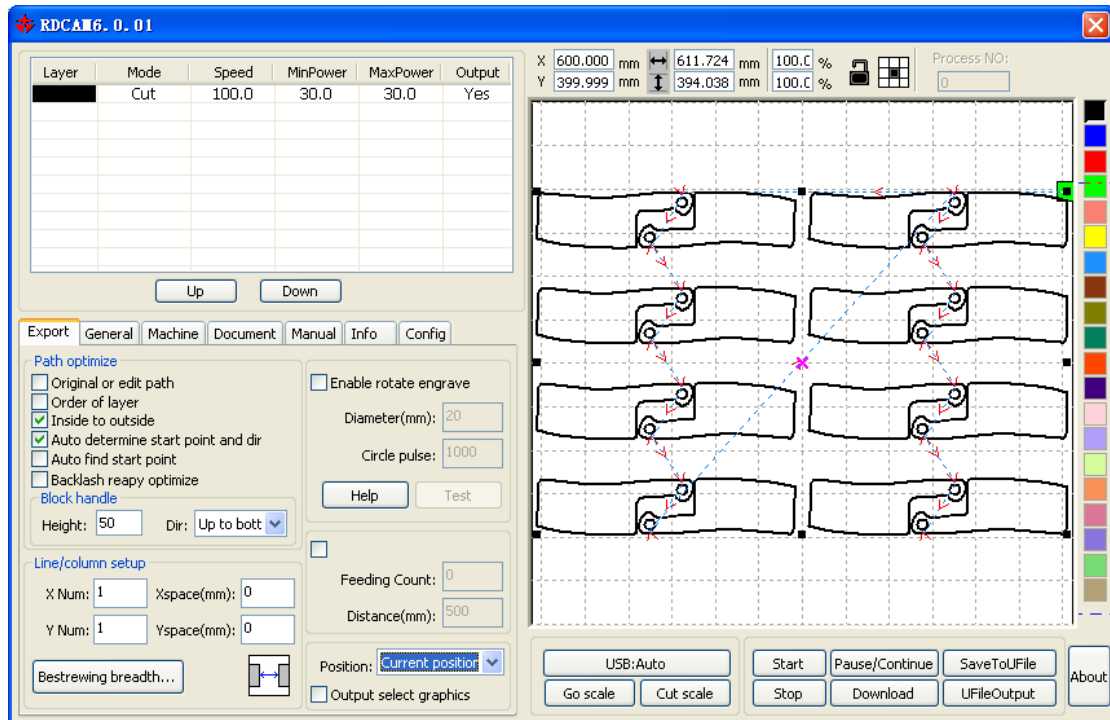 RDCAM6.0.01
Layer Mode Speed MinPower MaxPower Output
Cut 100.0 30.0 30.0 Yes
Up Down
X 600.000 mm 611.724 mm 100.0 % Process NO:
Y 399.999 mm 394.038 mm 100.0 % 0
Export General Machine Document Manual Info Config
Path optimize
Original or edit path
Order of layer
Inside to outside
Auto determine start point and dir
Auto find start point
Backlash reapy optimize
Block handle
Height: 50 Dir: Up to bott
Line/column setup
X Num: 1 Xspace(mm): 0
Y Num: 1 Yspace(mm): 0
Bestrewing breadth...
Enable rotate engrave
Diameter(mm): 20
Circle pulse: 1000
Help Test
Feeding Count: 0
Distance(mm): 500
Position: Current position
Output select graphics
USB:Auto
Go scale Cut scale
Start Pause/Continue SaveToUFile
Stop Download UFileOutput
About